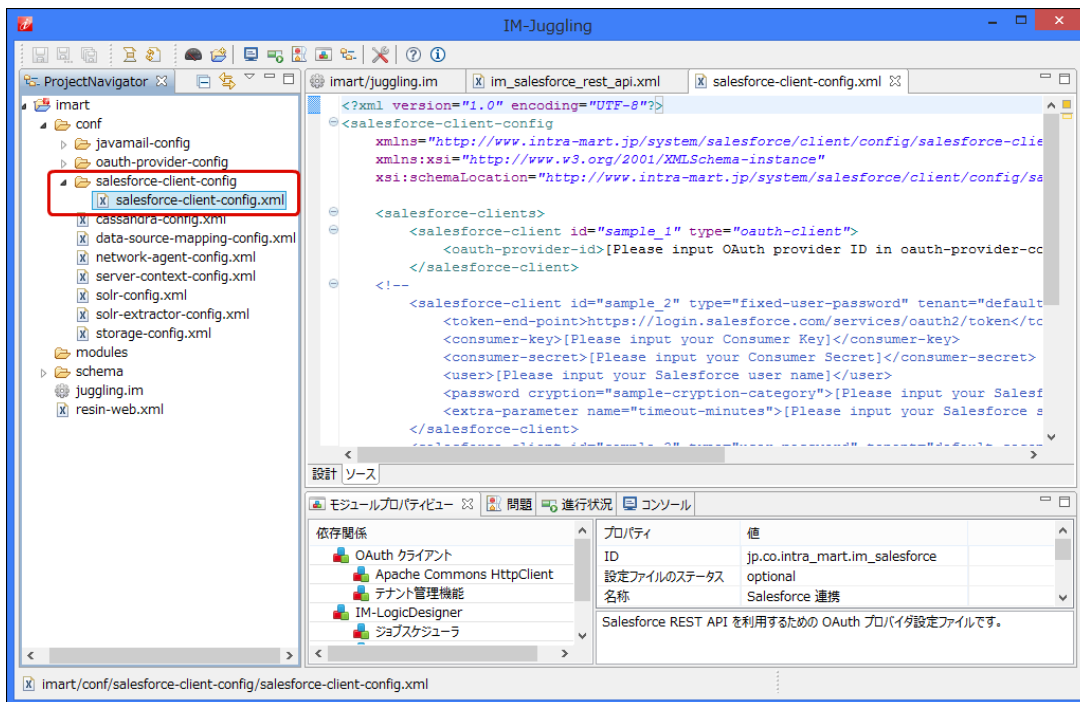 IM-Juggling
ProjectNavigator
imart
conf
javamail-config
oauth-provider-config
salesforce-client-config
salesforce-client-config.xml
cassandra-config.xml
data-source-mapping-config.xml
network-agent-config.xml
server-context-config.xml
solr-config.xml
solr-extractor-config.xml
storage-config.xml
modules
schema
juggling.im
resin-web.xml
imart/juggling.im
im_salesforce_rest_api.xml
salesforce-client-config.xml
<?xml version="1.0" encoding="UTF-8"?>
<salesforce-client-config
xmlns="http://www.intra-mart.jp/system/salesforce/client/config/salesforce-clie
xmlns:xsi="http://www.w3.org/2001/XMLSchema-instance"
xsi:schemaLocation="http://www.intra-mart.jp/system/salesforce/client/config/sa
<salesforce-clients>
<salesforce-client id="sample_1" type="oauth-client">
<oauth-provider-id>[Please input OAuth provider ID in oauth-provider-co
</salesforce-client>
<!--
<salesforce-client id="sample_2" type="fixed-user-password" tenant="default
<token-end-point>https://login.salesforce.com/services/oauth2/token</to
<consumer-key>[Please input your Consumer Key]</consumer-key>
<consumer-secret>[Please input your Consumer Secret]</consumer-secret>
<user>[Please input your Salesforce user name]</user>
<password cryption="sample-cryption-category">[Please input your Salesf
<extra-parameter name="timeout-minutes">[Please input your Salesforce s
</salesforce-client>
設計 ソース
モジュールプロパティビュー 問題 進行状況 コンソール
依存関係
OAuth クライアント
Apache Commons HttpClient
テナント管理機能
IM-LogicDesigner
ジョブスケジューラ
プロパティ 値
ID jp.co.intra_mart.im_salesforce
設定ファイルのステータス optional
名称 Salesforce 連携
Salesforce REST API を利用するための OAuth プロバイダ設定ファイルです。
imart/conf/salesforce-client-config/salesforce-client-config.xml